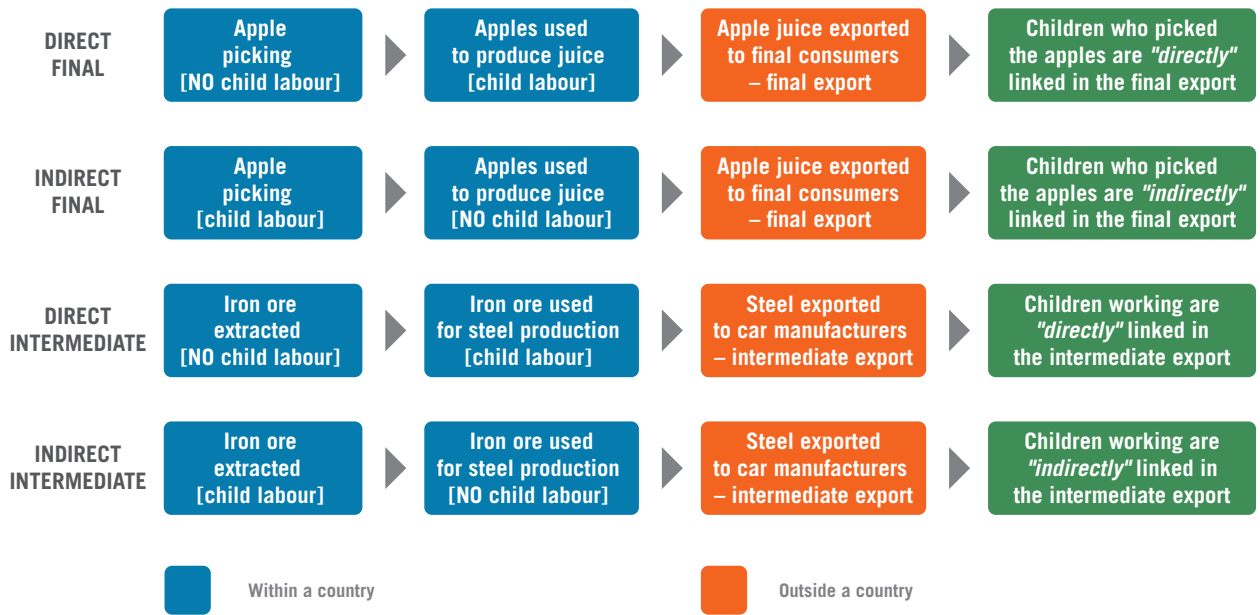 DIRECT
FINAL
Apple
picking
[NO child labour]
Apples used
to produce juice
[child labour]
Apple juice exported
to final consumers
– final export
Children who picked
the apples are "directly"
linked in the final export
INDIRECT
FINAL
Apple
picking
[child labour]
Apples used
to produce juice
[NO child labour]
Apple juice exported
to final consumers
– final export
Children who picked
the apples are "indirectly"
linked in the final export
DIRECT
INTERMEDIATE
Iron ore
extracted
[NO child labour]
Iron ore used
for steel production
[child labour]
Steel exported
to car manufacturers
– intermediate export
Children working are
"directly" linked in
the intermediate export
INDIRECT
INTERMEDIATE
Iron ore
extracted
[child labour]
Iron ore used
for steel production
[NO child labour]
Steel exported
to car manufacturers
– intermediate export
Children working are
"indirectly" linked in
the intermediate export
Within a country
Outside a country